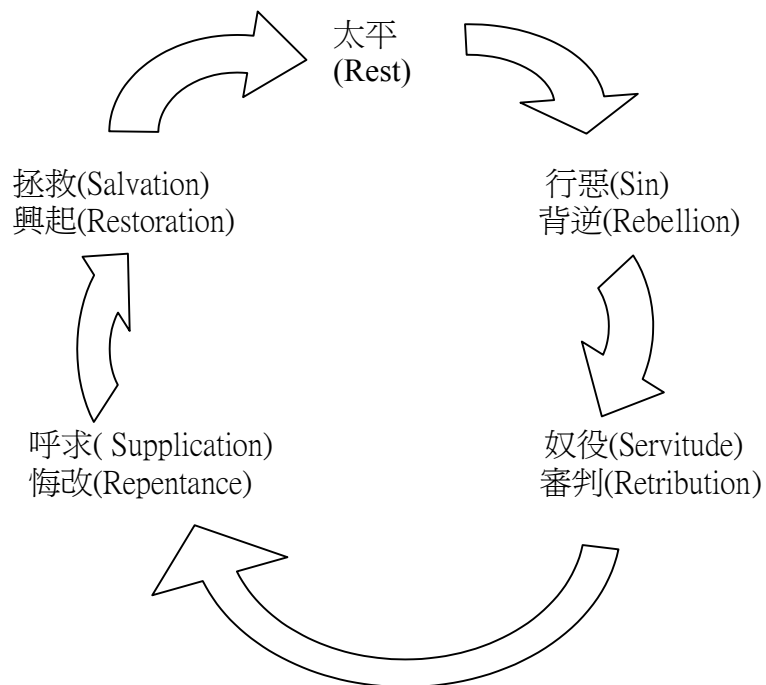 太平
(Rest)
行惡(Sin)
背逆(Rebellion)
奴役(Servitude)
審判(Retribution)
呼求( Supplication)
悔改(Repentance)
拯救(Salvation)
興起(Restoration)